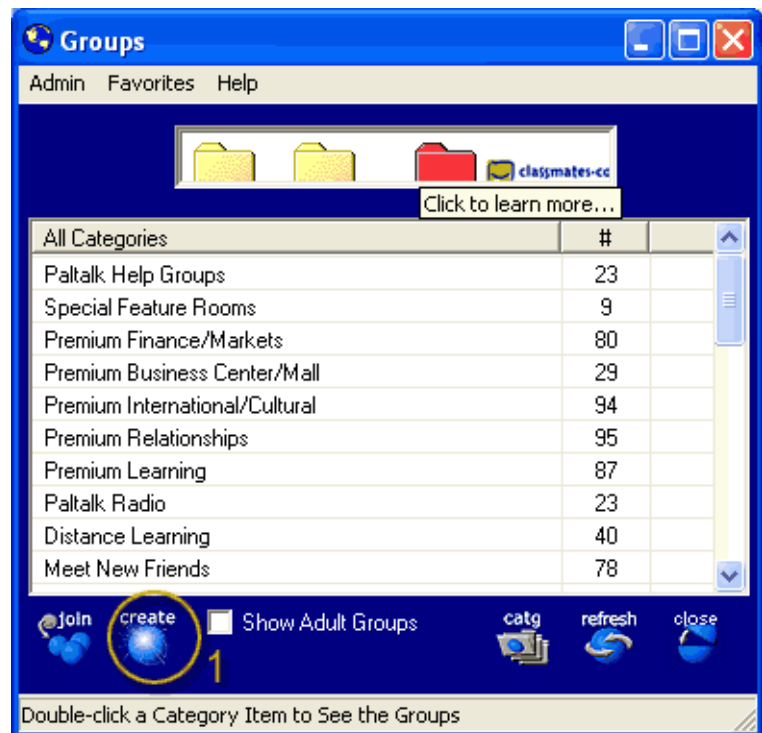 Groups
Admin Favorites Help
classmates.cc
Click to learn more...
All Categories #
Paltalk Help Groups 23
Special Feature Rooms 9
Premium Finance/Markets 80
Premium Business Center/Mall 29
Premium International/Cultural 94
Premium Relationships 95
Premium Learning 87
Paltalk Radio 23
Distance Learning 40
Meet New Friends 78
join create Show Adult Groups catg refresh close
1
Double-click a Category Item to See the Groups